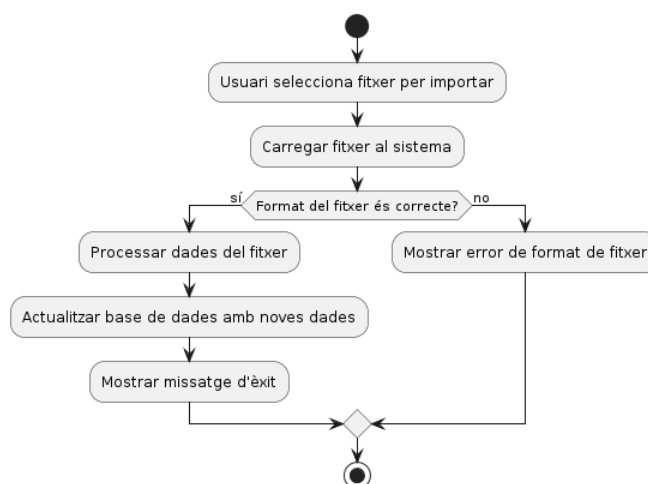 Usuari selecciona fitxer per importar
Carregar fitxer al sistema
sí
Format del fitxer és correcte?
no
Processar dades del fitxer
Mostrar error de format de fitxer
Actualitzar base de dades amb noves dades
Mostrar missatge d'èxit